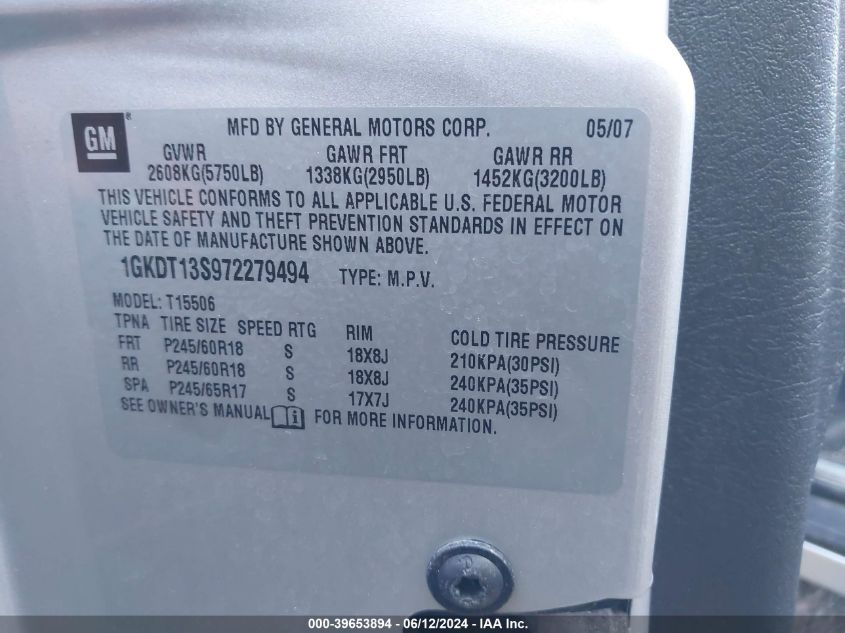 GM® MFD BY GENERAL MOTORS CORP. 05/07
GVWR GAWR FRT GAWR RR
2608KG(5750LB) 1338KG(2950LB) 1452KG(3200LB)
THIS VEHICLE CONFORMS TO ALL APPLICABLE U.S. FEDERAL MOTOR
VEHICLE SAFETY AND THEFT PREVENTION STANDARDS IN EFFECT ON
THE DATE OF MANUFACTURE SHOWN ABOVE.
1GKDT13S972279494 TYPE: M.P.V.
MODEL: T15506
TPNA TIRE SIZE SPEED RTG RIM COLD TIRE PRESSURE
FRT P245/60R18 S 18X8J 210KPA(30PSI)
RR P245/60R18 S 18X8J 240KPA(35PSI)
SPA P245/65R17 S 17X7J 240KPA(35PSI)
SEE OWNER'S MANUAL i FOR MORE INFORMATION.
000-39653894 - 06/12/2024 - IAA Inc.